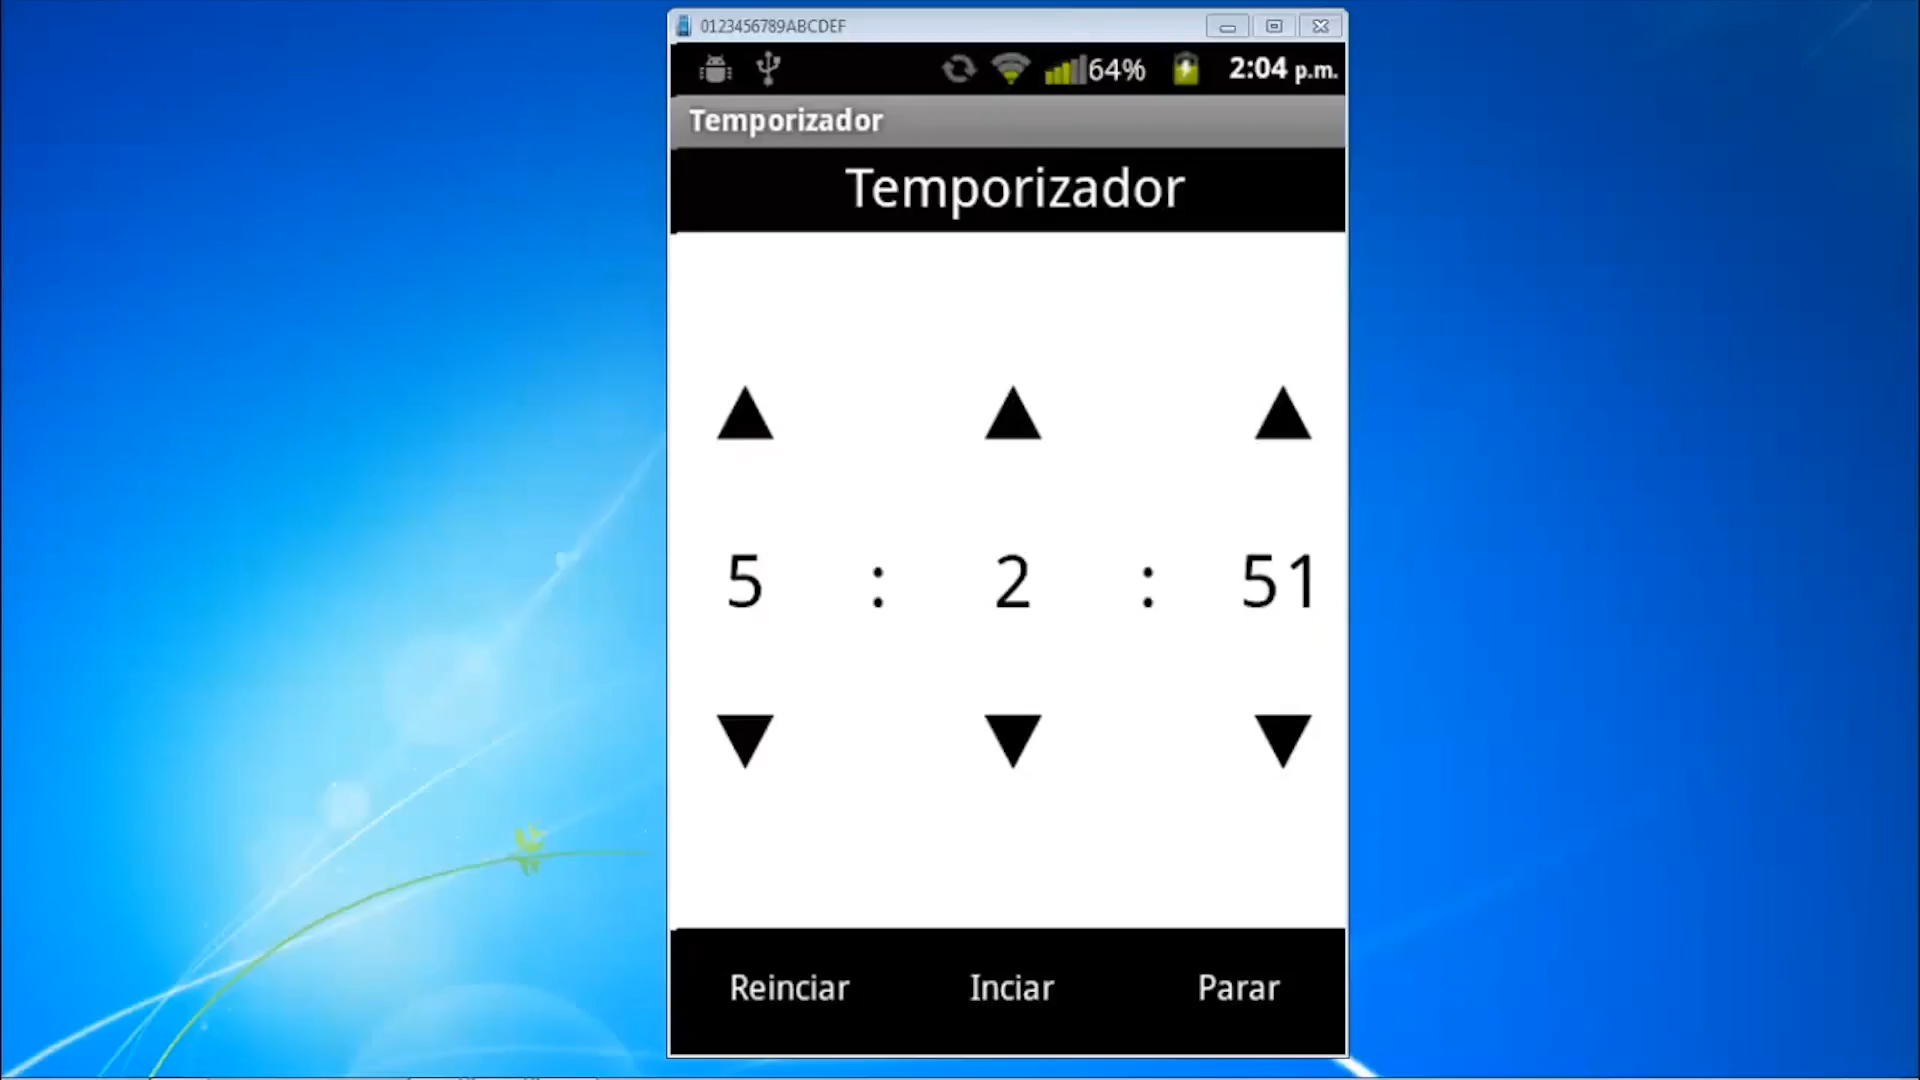 0123456789ABCDEF
64% 2:04 p.m.
Temporizador
Temporizador
5 : 2 : 51
Reinciar Inciar Parar